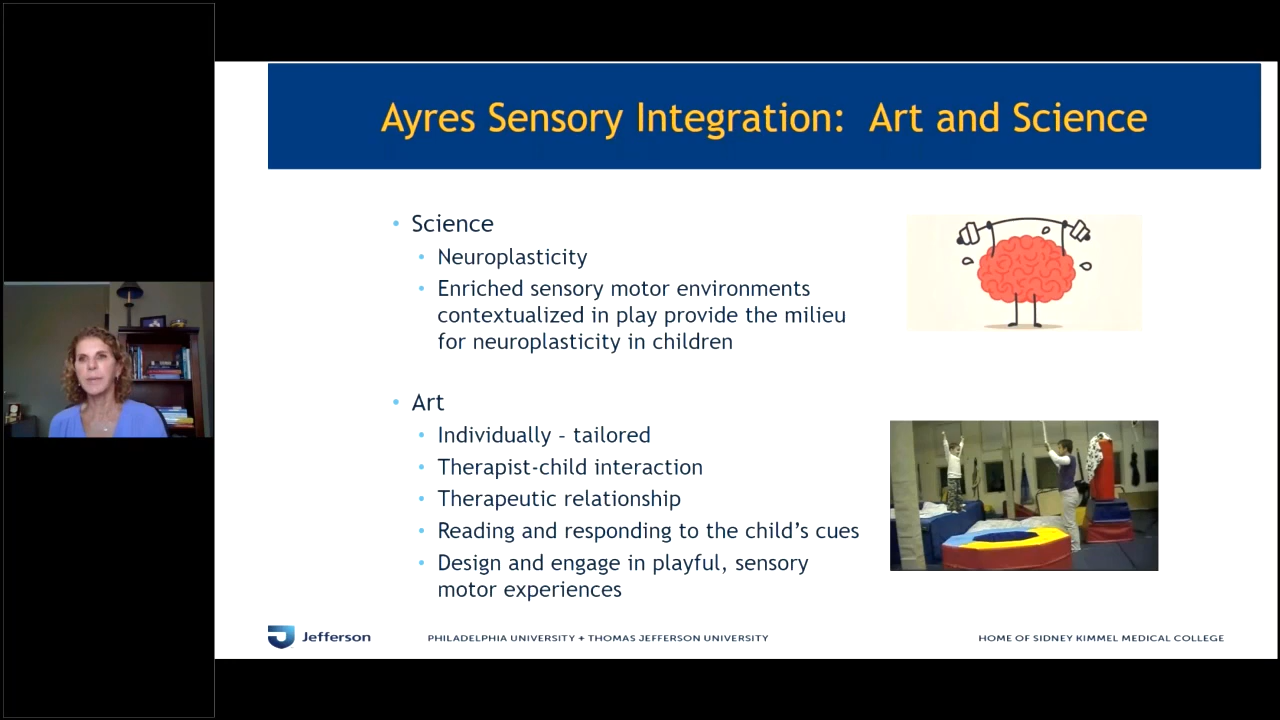 Ayres Sensory Integration: Art and Science
• Science
• Neuroplasticity
• Enriched sensory motor environments
contextualized in play provide the milieu
for neuroplasticity in children
• Art
• Individually – tailored
• Therapist-child interaction
• Therapeutic relationship
• Reading and responding to the child’s cues
• Design and engage in playful, sensory
motor experiences
Jefferson
PHILADELPHIA UNIVERSITY + THOMAS JEFFERSON UNIVERSITY
HOME OF SIDNEY KIMMEL MEDICAL COLLEGE